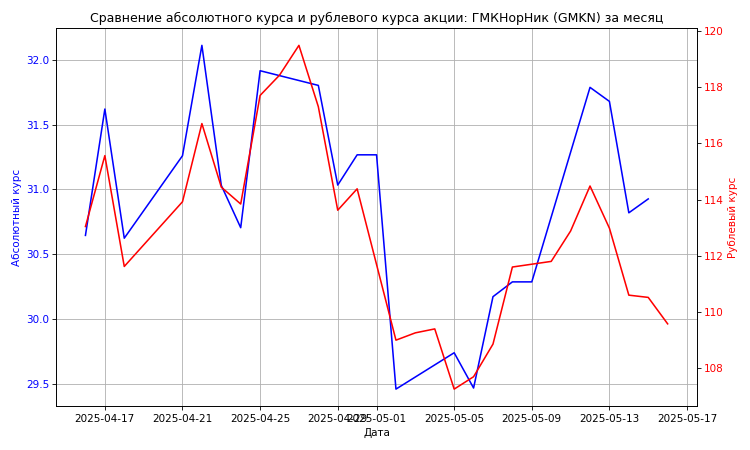 Сравнение абсолютного курса и рублевого курса акции: ГМКНорНик (GMKN) за месяц
120
32.0
118
31.5
116
31.0
114
Абсолютный курс
Рублевый курс
30.5
112
30.0
110
29.5
108
2025-04-17 2025-04-21 2025-04-25 2025-04-29 2025-05-01 2025-05-05 2025-05-09 2025-05-13 2025-05-17
Дата